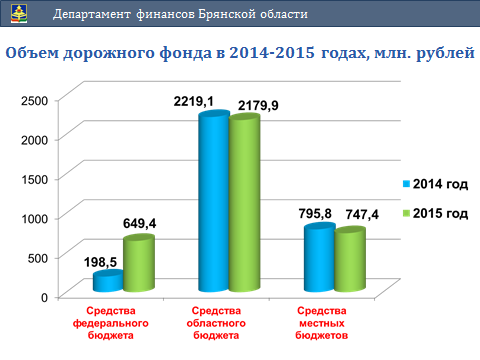 Департамент финансов Брянской области
Объем дорожного фонда в 2014-2015 годах, млн. рублей
2500
2000
1500
1000
500
0
198,5
649,4
2219,1
2179,9
795,8
747,4
2014 год
2015 год
Средства
федерального
бюджета
Средства
областного
бюджета
Средства
местных
бюджетов